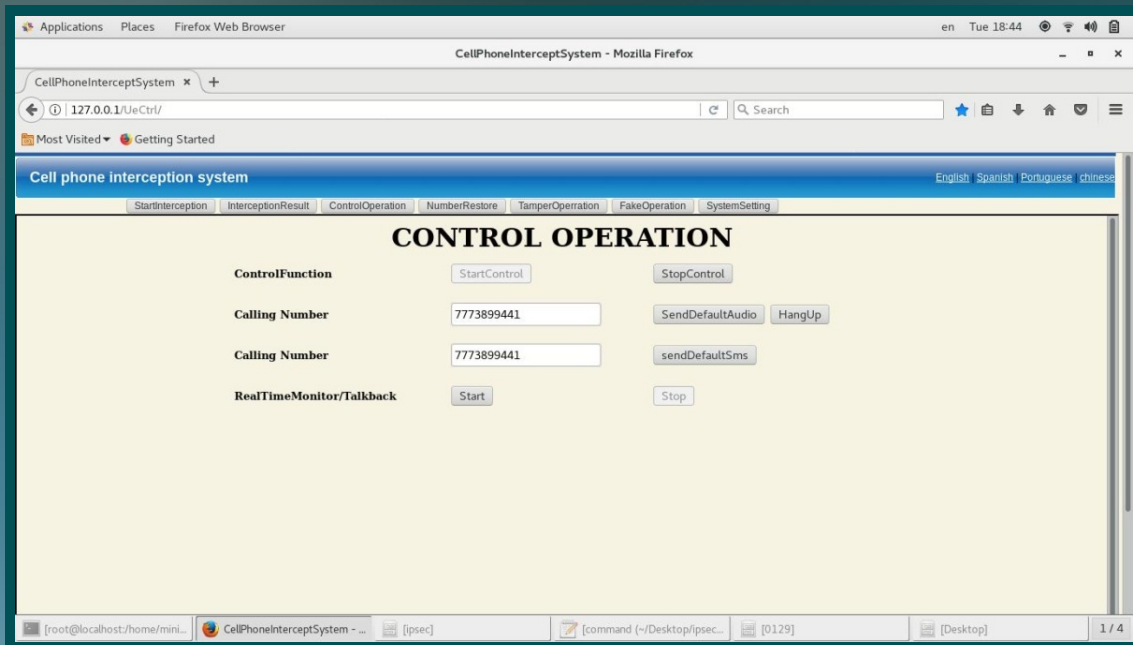 Applications Places Firefox Web Browser en Tue 18:44
CellPhoneInterceptSystem - Mozilla Firefox
CellPhoneInterceptSystem × +
127.0.0.1/UeCtrl/ Search
Most Visited Getting Started
Cell phone interception system English Spanish Portuguese chinese
StartInterception InterceptionResult ControlOperation NumberRestore TamperOperration FakeOperation SystemSetting
CONTROL OPERATION
ControlFunction StartControl StopControl
Calling Number 7773899441 SendDefaultAudio HangUp
Calling Number 7773899441 sendDefaultSms
RealTimeMonitor/Talkback Start Stop
[root@localhost:/home/mini... CellPhoneInterceptSystem - ... [ipsec] [command (~/Desktop/ipsec... [0129] [Desktop] 1 / 4